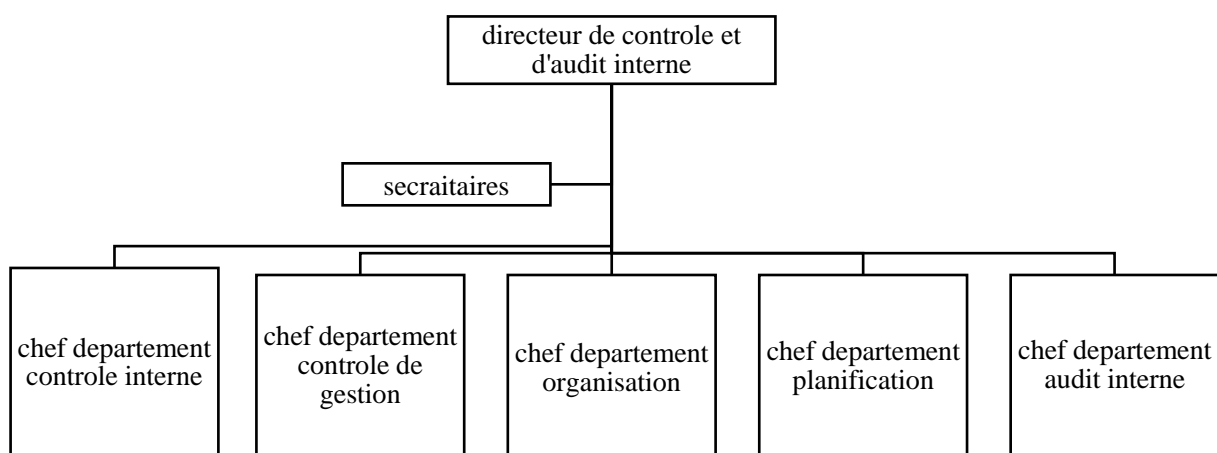 directeur de controle et
d'audit interne
secraitaires
chef departement
controle interne
chef departement
controle de
gestion
chef departement
organisation
chef departement
planification
chef departement
audit interne